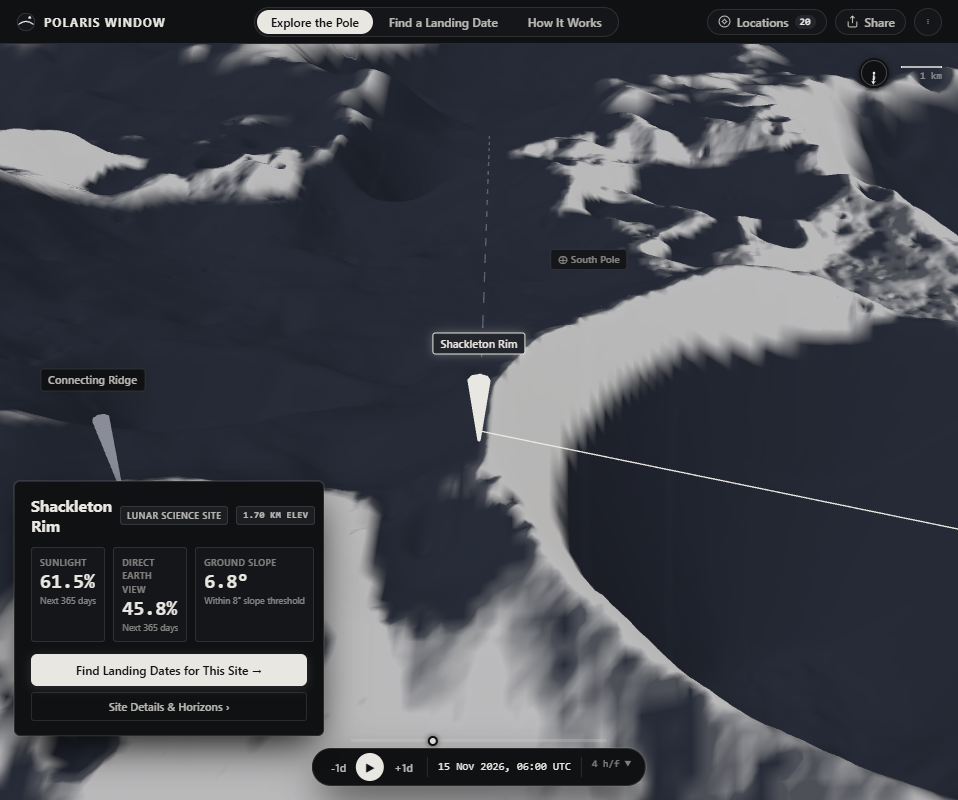 POLARIS WINDOW
Explore the Pole
Find a Landing Date
How It Works
Locations 20
Share
1 km
South Pole
Shackleton Rim
Connecting Ridge
Shackleton
Rim
LUNAR SCIENCE SITE
1.70 KM ELEV
SUNLIGHT
61.5%
Next 365 days
DIRECT
EARTH
VIEW
45.8%
Next 365 days
GROUND SLOPE
6.8°
Within 8° slope threshold
Find Landing Dates for This Site →
Site Details & Horizons ›
-1d
+1d
15 Nov 2026, 06:00 UTC
4 h/f ▼